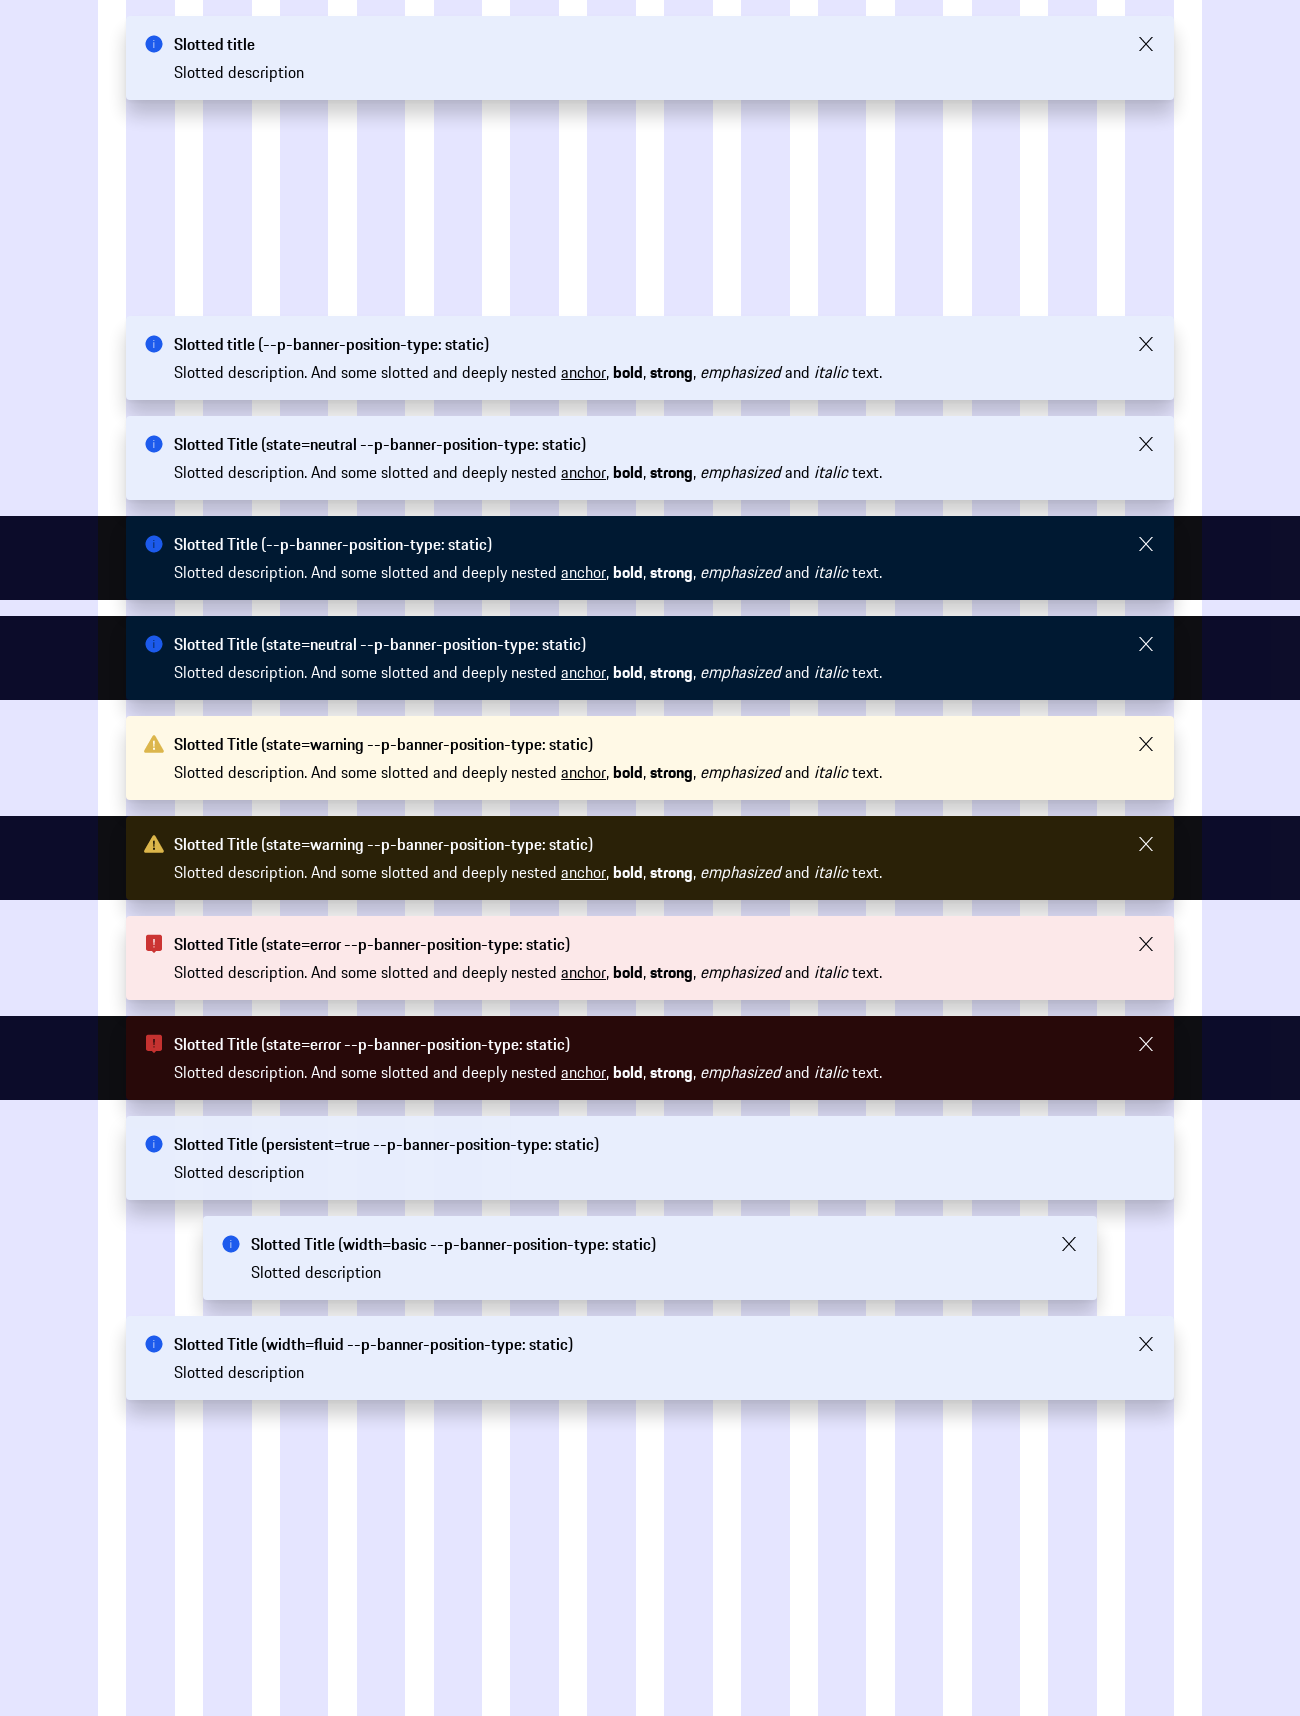 Slotted title
Slotted description
Slotted title (--p-banner-position-type: static)
Slotted description. And some slotted and deeply nested anchor, bold, strong, emphasized and italic text.
Slotted Title (state=neutral --p-banner-position-type: static)
Slotted description. And some slotted and deeply nested anchor, bold, strong, emphasized and italic text.
Slotted Title (--p-banner-position-type: static)
Slotted description. And some slotted and deeply nested anchor, bold, strong, emphasized and italic text.
Slotted Title (state=neutral --p-banner-position-type: static)
Slotted description. And some slotted and deeply nested anchor, bold, strong, emphasized and italic text.
Slotted Title (state=warning --p-banner-position-type: static)
Slotted description. And some slotted and deeply nested anchor, bold, strong, emphasized and italic text.
Slotted Title (state=warning --p-banner-position-type: static)
Slotted description. And some slotted and deeply nested anchor, bold, strong, emphasized and italic text.
Slotted Title (state=error --p-banner-position-type: static)
Slotted description. And some slotted and deeply nested anchor, bold, strong, emphasized and italic text.
Slotted Title (state=error --p-banner-position-type: static)
Slotted description. And some slotted and deeply nested anchor, bold, strong, emphasized and italic text.
Slotted Title (persistent=true --p-banner-position-type: static)
Slotted description
Slotted Title (width=basic --p-banner-position-type: static)
Slotted description
Slotted Title (width=fluid --p-banner-position-type: static)
Slotted description